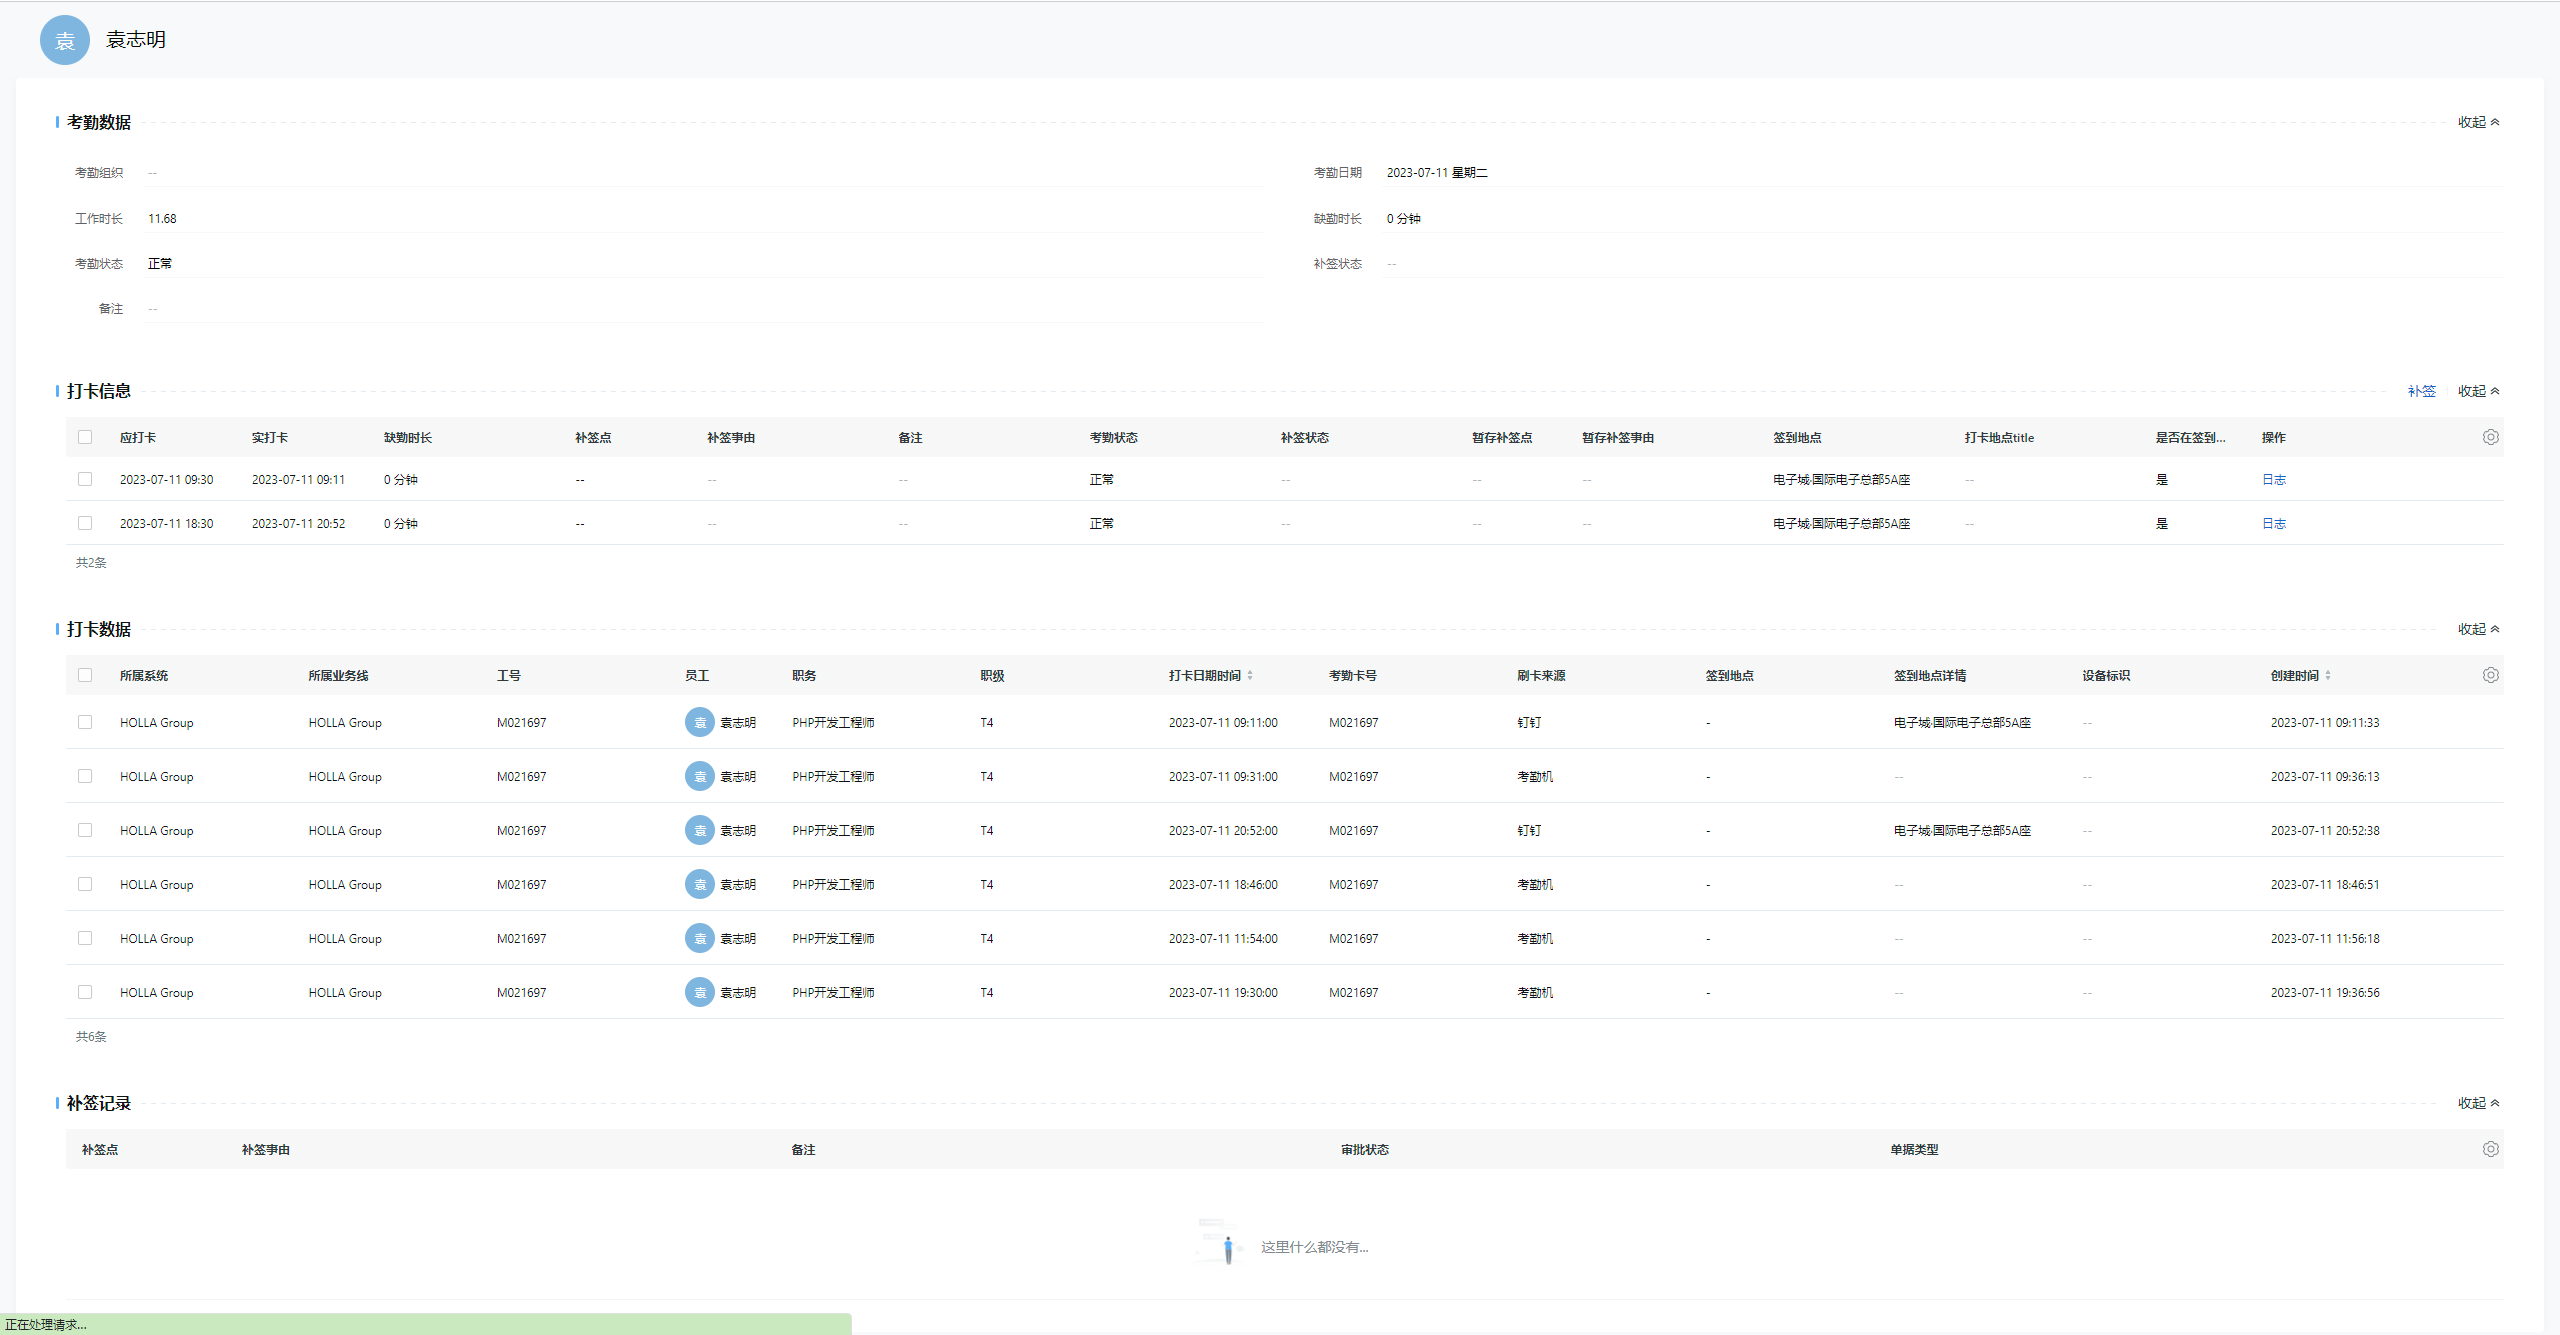 袁 袁志明
考勤数据 收起
考勤组织 -- 考勤日期 2023-07-11 星期二
工作时长 11.68 缺勤时长 0 分钟
考勤状态 正常 补签状态 --
备注 --
打卡信息 补签 收起
应打卡 实打卡 缺勤时长 补签点 补签事由 备注 考勤状态 补签状态 暂存补签点 暂存补签事由 签到地点 打卡地点title 是否在签到... 操作
2023-07-11 09:30 2023-07-11 09:11 0 分钟 -- -- -- 正常 -- -- -- 电子城·国际电子总部5A座 -- 是 日志
2023-07-11 18:30 2023-07-11 20:52 0 分钟 -- -- -- 正常 -- -- -- 电子城·国际电子总部5A座 -- 是 日志
共2条
打卡数据 收起
所属系统 所属业务线 工号 员工 职务 职级 打卡日期时间 考勤卡号 刷卡来源 签到地点 签到地点详情 设备标识 创建时间
HOLLA Group HOLLA Group M021697 袁 袁志明 PHP开发工程师 T4 2023-07-11 09:11:00 M021697 钉钉 - 电子城·国际电子总部5A座 -- 2023-07-11 09:11:33
HOLLA Group HOLLA Group M021697 袁 袁志明 PHP开发工程师 T4 2023-07-11 09:31:00 M021697 考勤机 - -- -- 2023-07-11 09:36:13
HOLLA Group HOLLA Group M021697 袁 袁志明 PHP开发工程师 T4 2023-07-11 20:52:00 M021697 钉钉 - 电子城·国际电子总部5A座 -- 2023-07-11 20:52:38
HOLLA Group HOLLA Group M021697 袁 袁志明 PHP开发工程师 T4 2023-07-11 18:46:00 M021697 考勤机 - -- -- 2023-07-11 18:46:51
HOLLA Group HOLLA Group M021697 袁 袁志明 PHP开发工程师 T4 2023-07-11 11:54:00 M021697 考勤机 - -- -- 2023-07-11 11:56:18
HOLLA Group HOLLA Group M021697 袁 袁志明 PHP开发工程师 T4 2023-07-11 19:30:00 M021697 考勤机 - -- -- 2023-07-11 19:36:56
共6条
补签记录 收起
补签点 补签事由 备注 审批状态 单据类型
这里什么都没有...
正在处理请求...